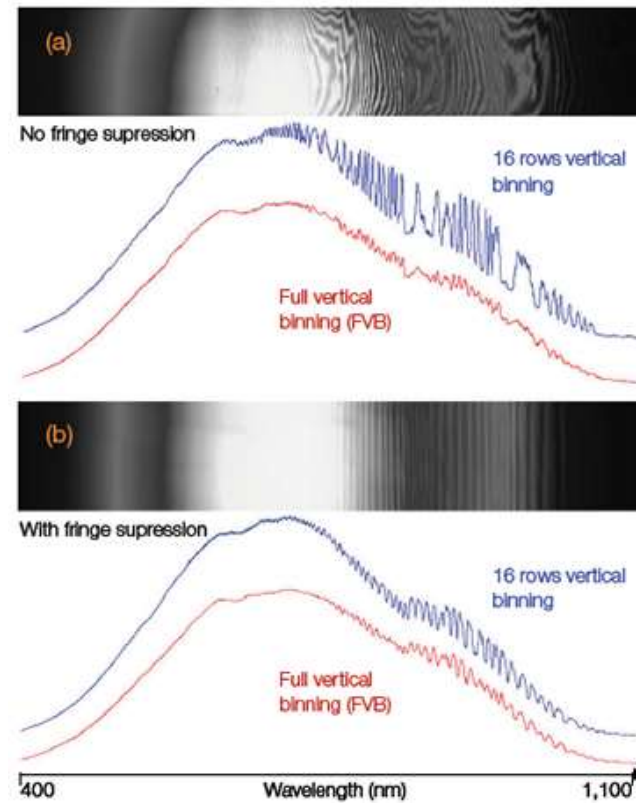 (a)
No fringe supression
16 rows vertical
binning
Full vertical
binning (FVB)
(b)
With fringe supression
16 rows vertical
binning
Full vertical
binning (FVB)
400 Wavelength (nm) 1,100